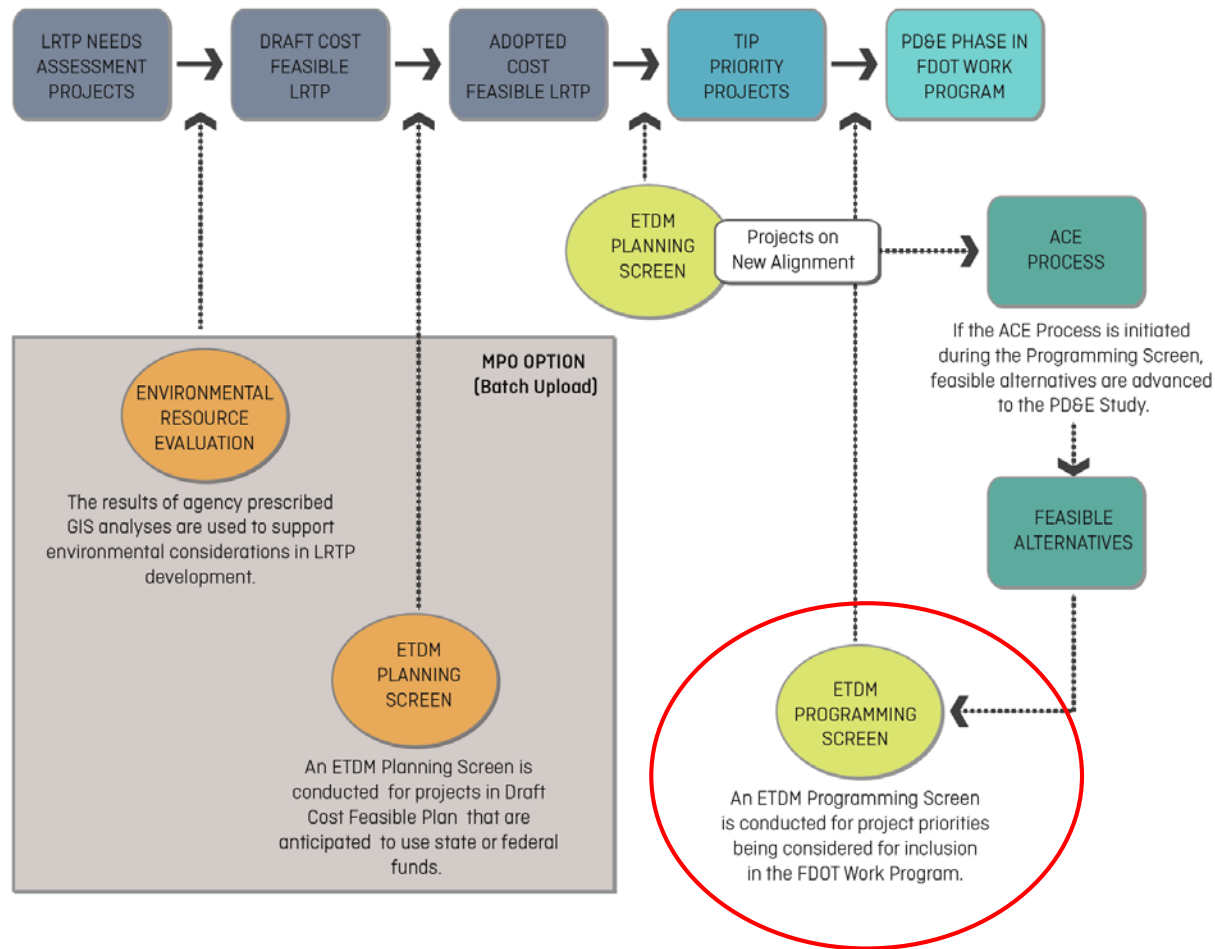 LRTP NEEDS
ASSESSMENT
PROJECTS
DRAFT COST
FEASIBLE
LRTP
ADOPTED
COST
FEASIBLE LRTP
TIP
PRIORITY
PROJECTS
PD&E PHASE IN
FDOT WORK
PROGRAM
ETDM
PLANNING
SCREEN
Projects on
New Alignment
ACE
PROCESS
If the ACE Process is initiated
during the Programming Screen,
feasible alternatives are advanced
to the PD&E Study.
MPO OPTION
(Batch Upload)
ENVIRONMENTAL
RESOURCE
EVALUATION
The results of agency prescribed
GIS analyses are used to support
environmental considerations in LRTP
development.
FEASIBLE
ALTERNATIVES
ETDM
PLANNING
SCREEN
An ETDM Planning Screen is
conducted for projects in Draft
Cost Feasible Plan that are
anticipated to use state or federal
funds.
ETDM
PROGRAMMING
SCREEN
An ETDM Programming Screen
is conducted for project priorities
being considered for inclusion
in the FDOT Work Program.